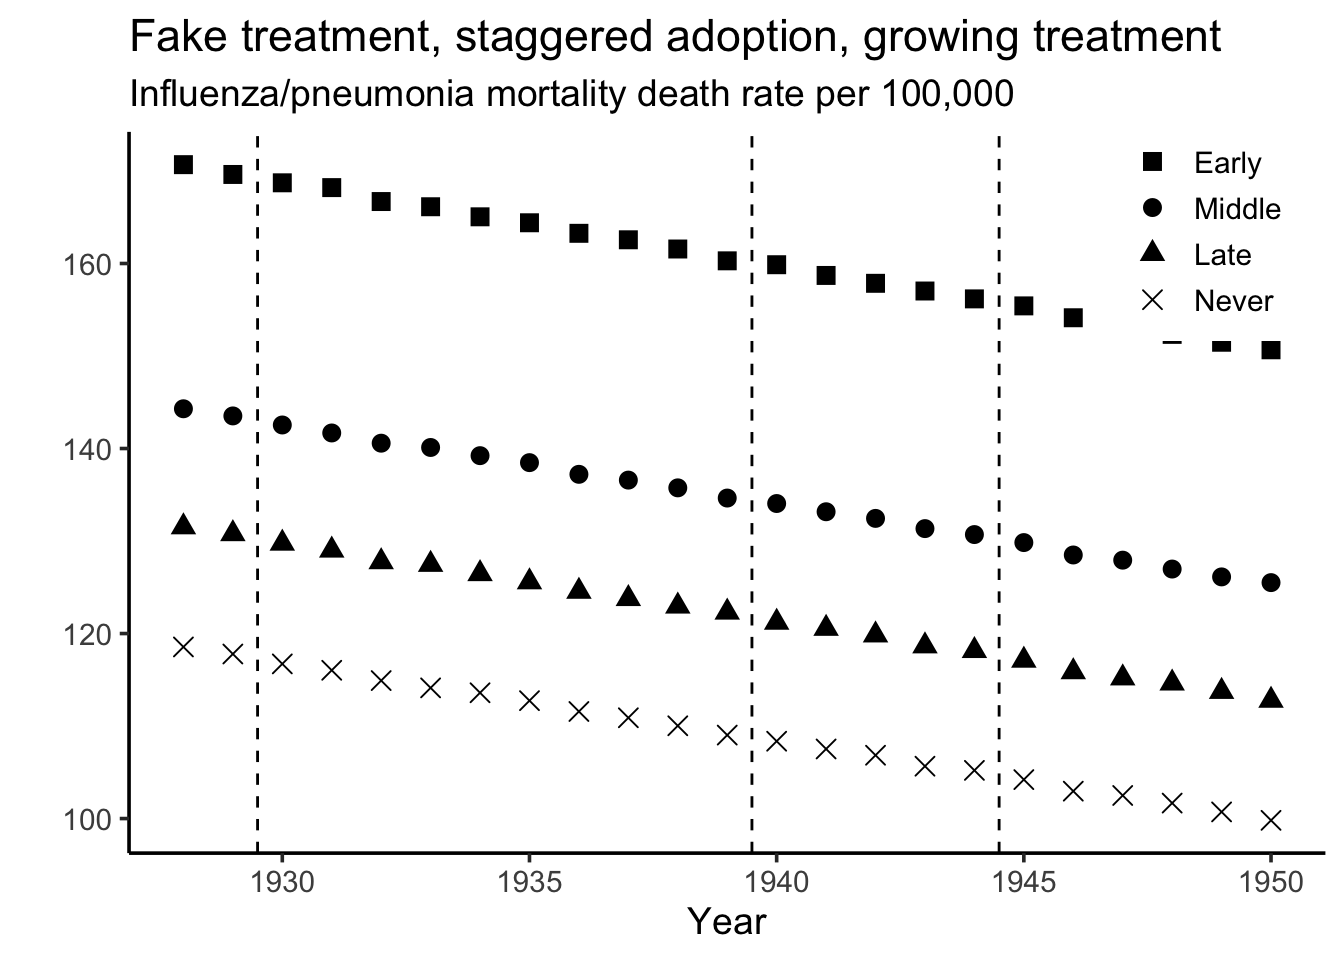 Fake treatment, staggered adoption, growing treatment
Influenza/pneumonia mortality death rate per 100,000
Early
Middle
Late
Never
160
140
120
100
1930 1935 1940 1945 1950
Year